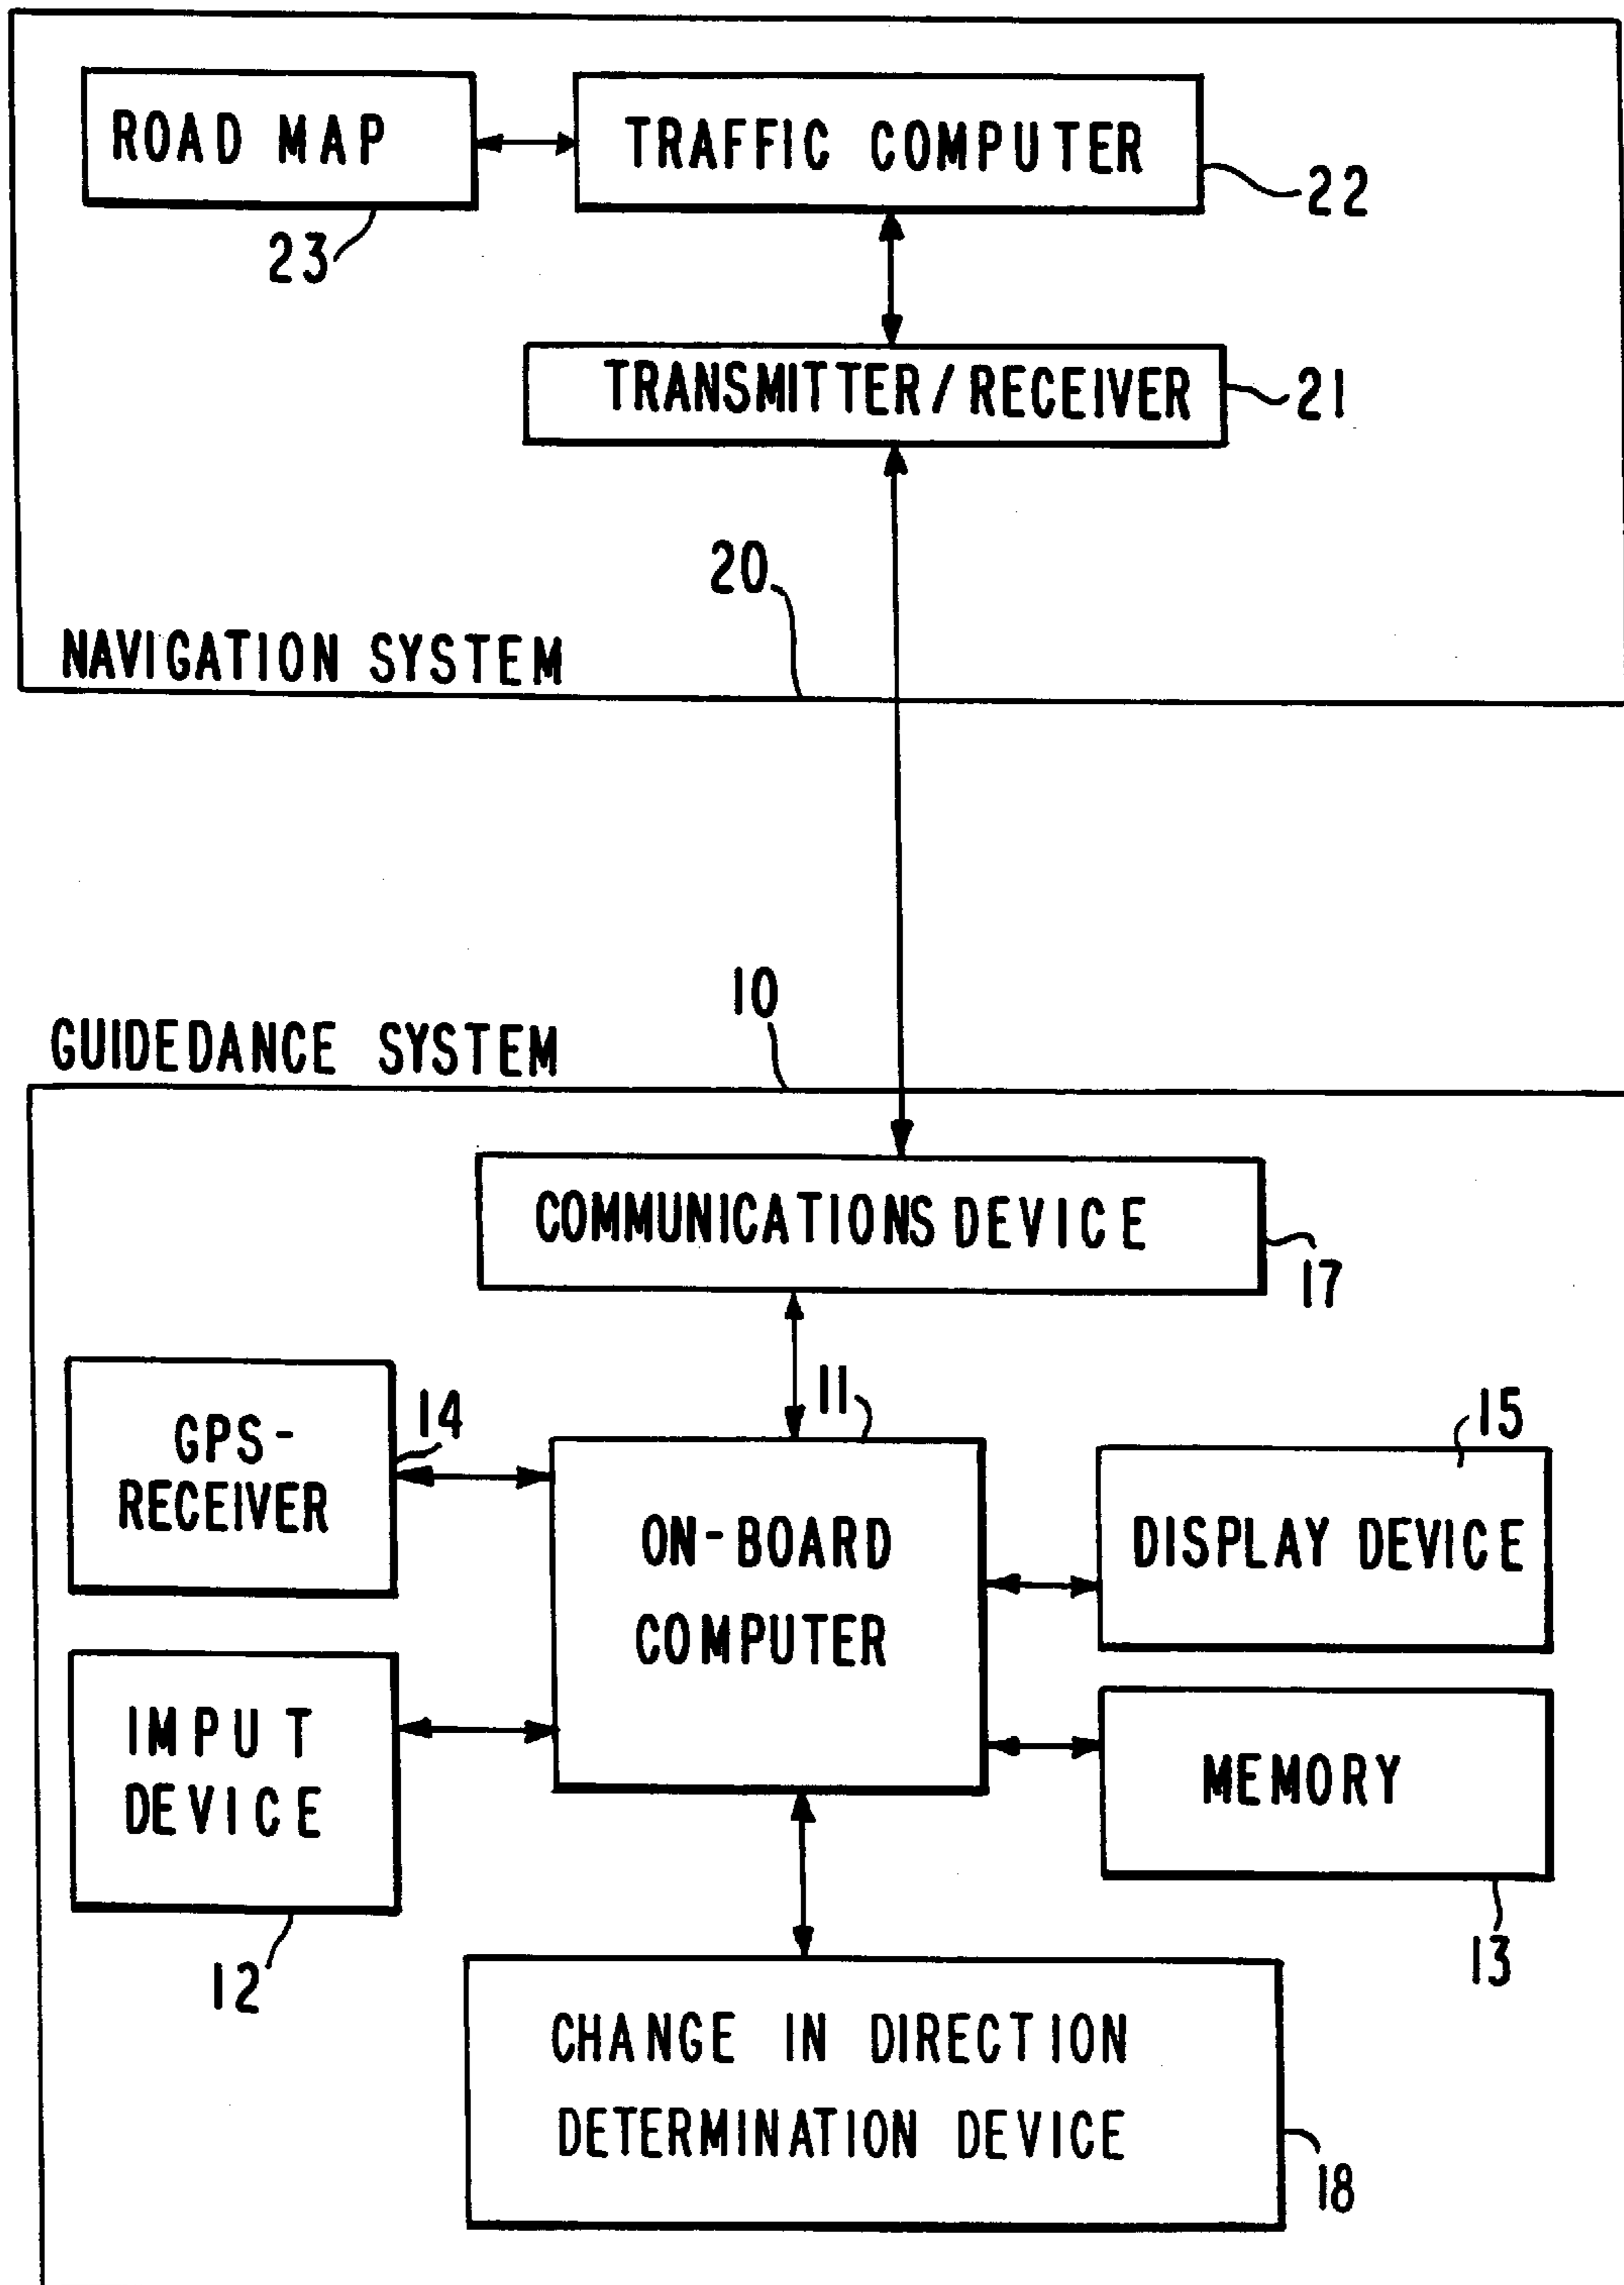 ROAD MAP
TRAFFIC COMPUTER
22
23
TRANSMITTER/RECEIVER
21
20
NAVIGATION SYSTEM
10
GUIDEDANCE SYSTEM
COMMUNICATIONS DEVICE
17
GPS-
RECEIVER
14
11
ON-BOARD
COMPUTER
15
DISPLAY DEVICE
IMPUT
DEVICE
12
MEMORY
13
CHANGE IN DIRECTION
DETERMINATION DEVICE
18